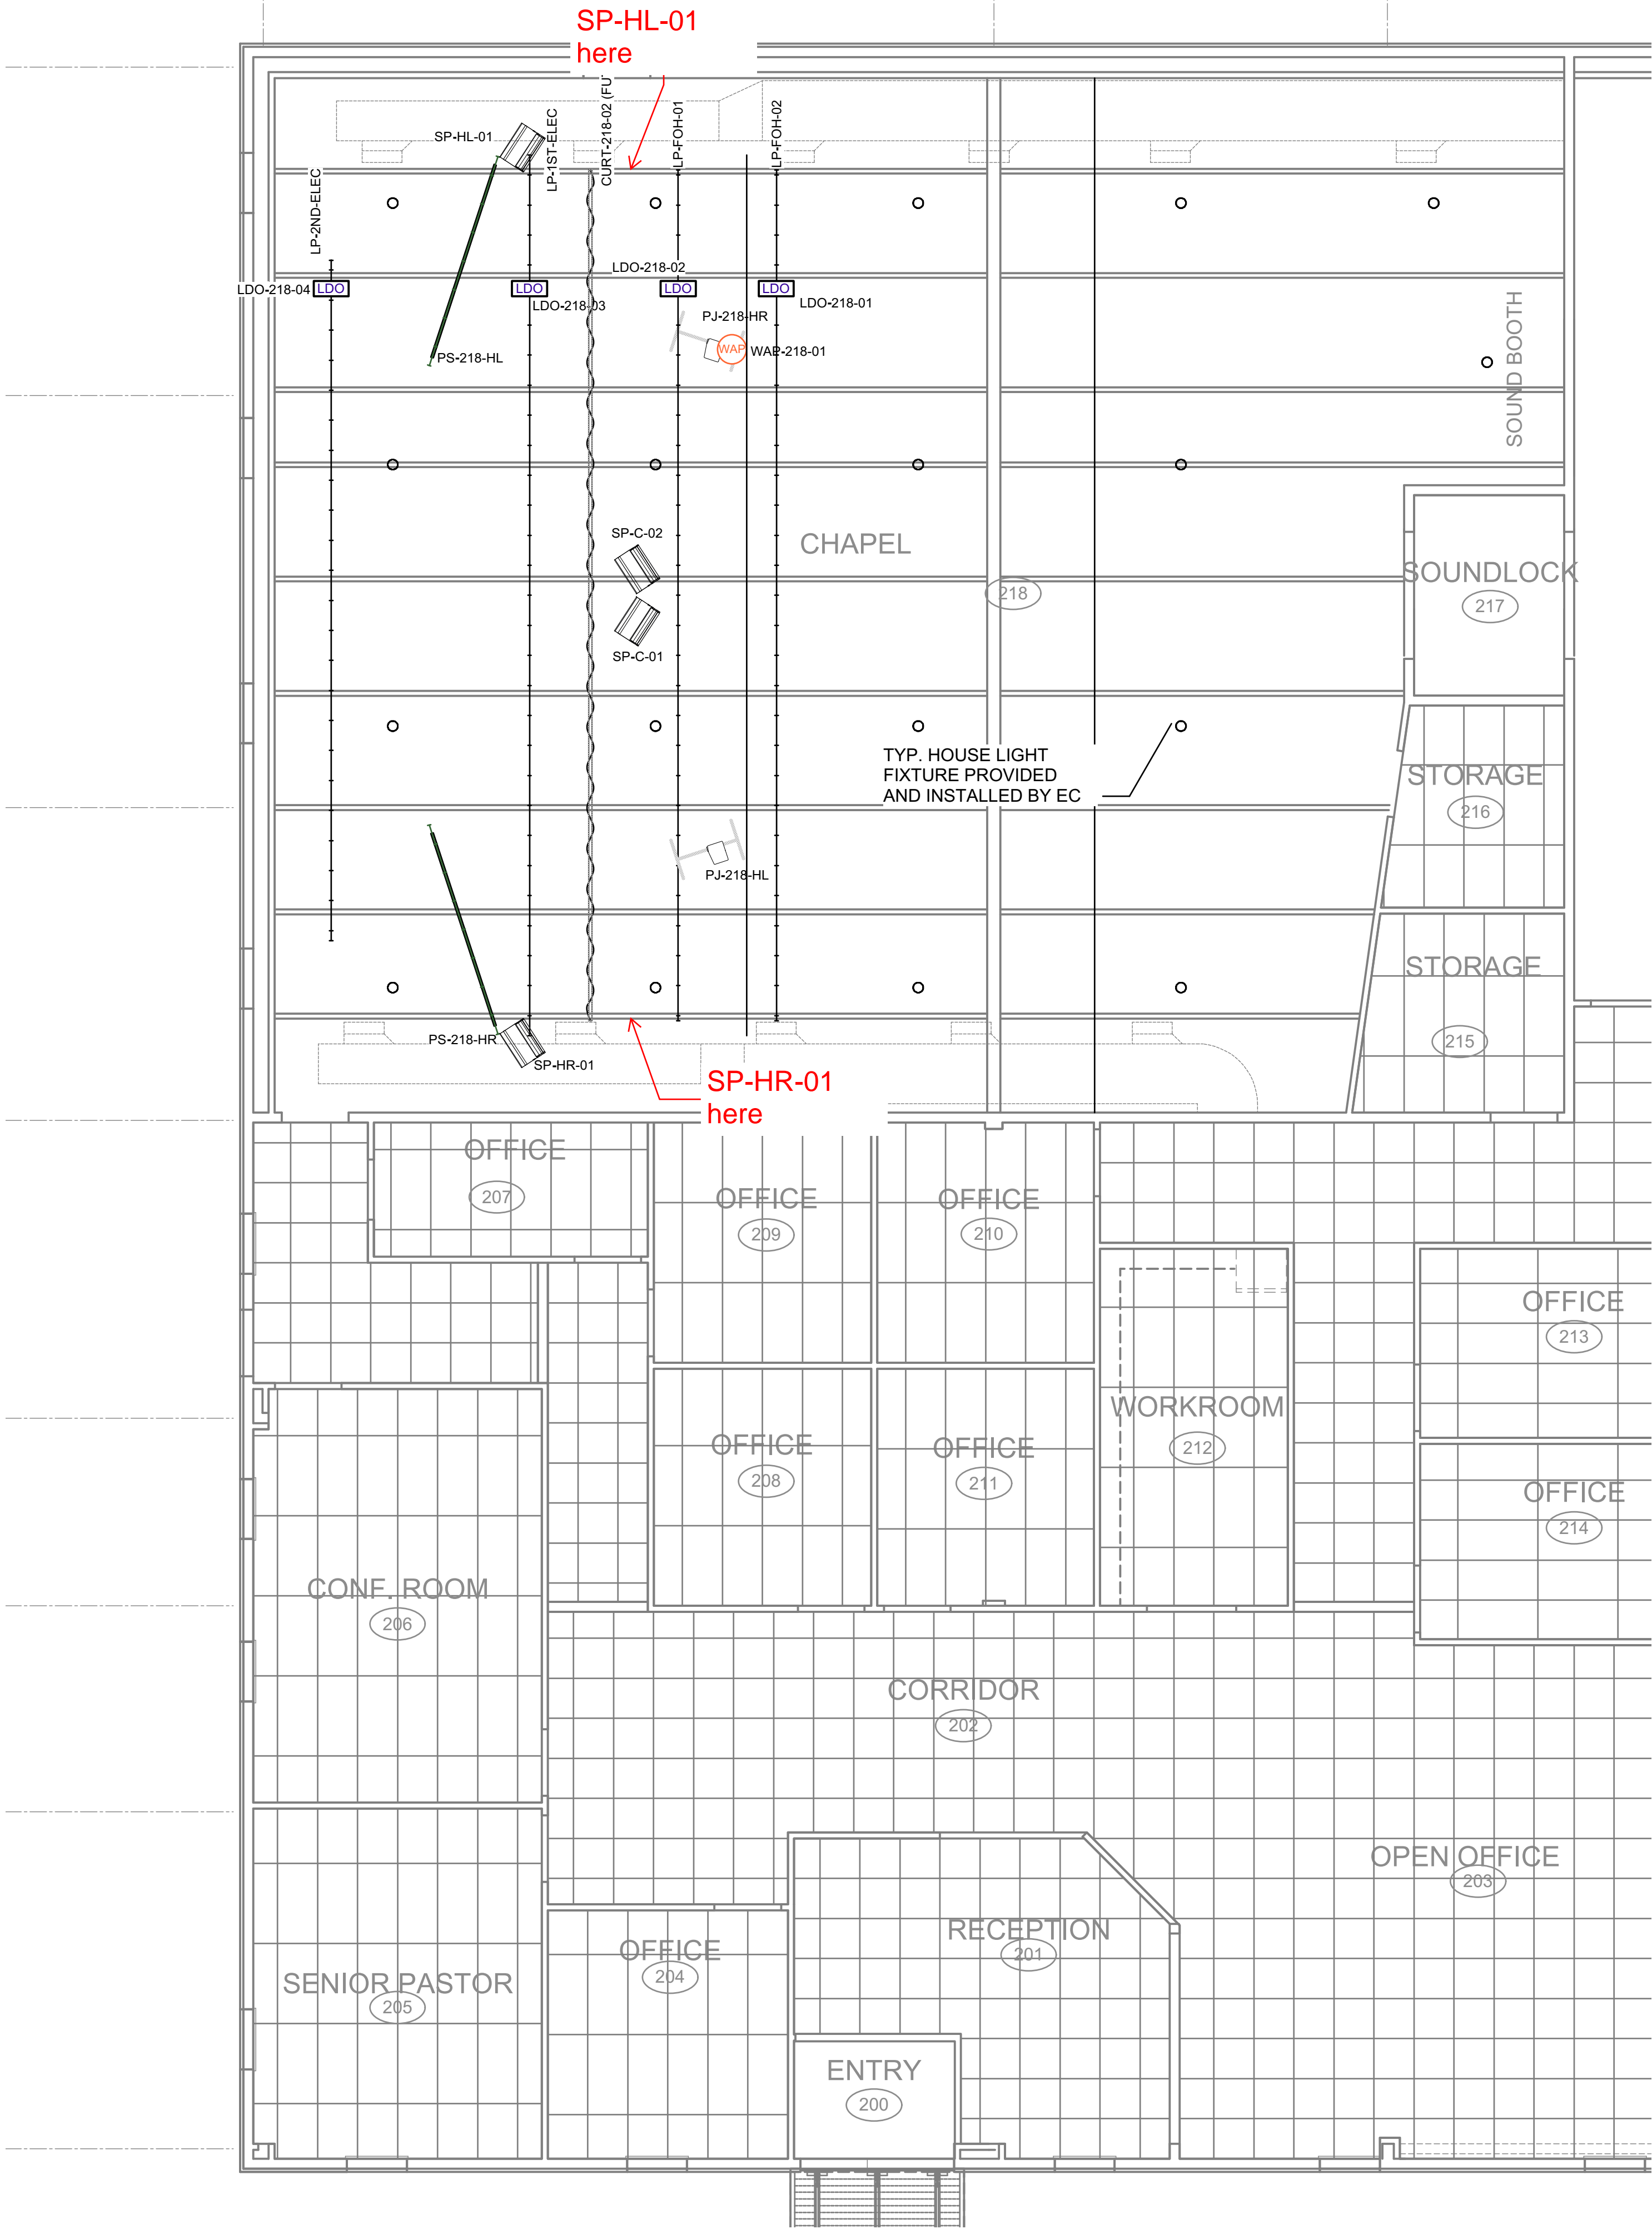 SP-HL-01
here
SP-HL-01
LP-1ST-ELEC
CURT-218-02 (FU
LP-FOH-01
LP-FOH-02
LP-2ND-ELEC
LDO-218-04
LDO
LDO
LDO-218-03
LDO-218-02
LDO
LDO
LDO-218-01
PJ-218-HR
WAP
WAP-218-01
PS-218-HL
SOUND BOOTH
SP-C-02
CHAPEL
218
SP-C-01
SOUNDLOCK
217
TYP. HOUSE LIGHT
FIXTURE PROVIDED
AND INSTALLED BY EC
STORAGE
216
PJ-218-HL
STORAGE
215
PS-218-HR
SP-HR-01
SP-HR-01
here
OFFICE
207
OFFICE
209
OFFICE
210
OFFICE
213
WORKROOM
212
OFFICE
208
OFFICE
211
OFFICE
214
CONF. ROOM
206
CORRIDOR
202
OPEN OFFICE
203
RECEPTION
201
OFFICE
204
SENIOR PASTOR
205
ENTRY
200